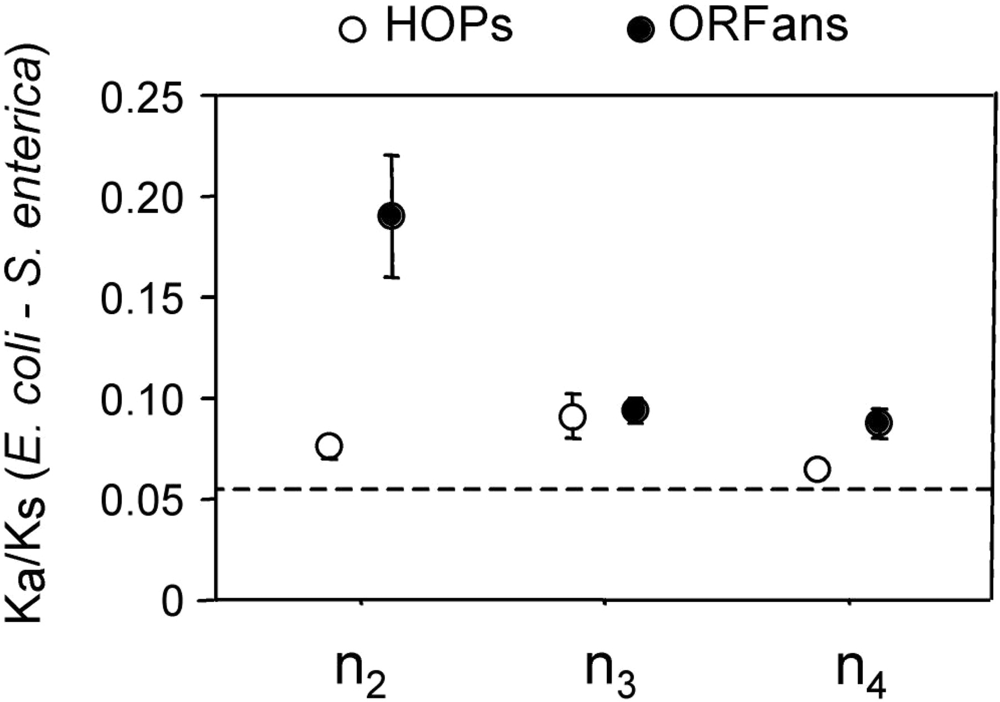 HOPs
ORFans
Ka/Ks (E. coli - S. enterica)
0.25
0.20
0.15
0.10
0.05
0
n2
n3
n4